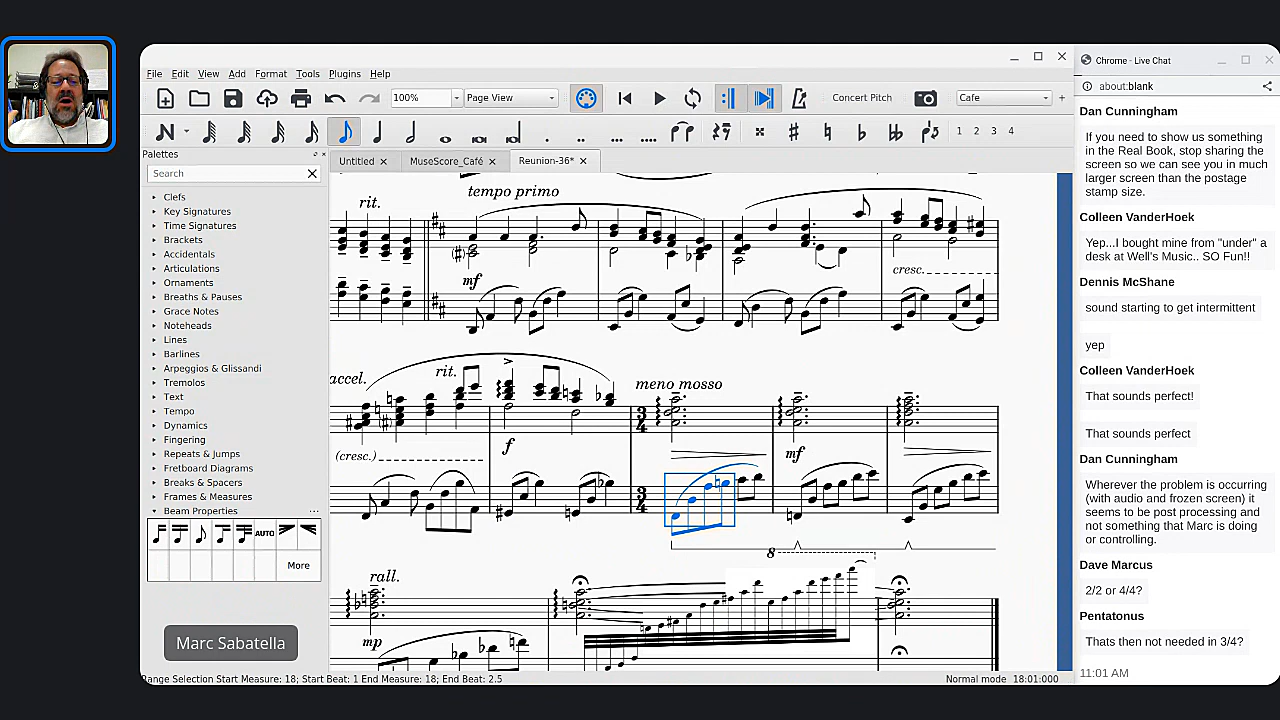 File Edit View Add Format Tools Plugins Help
100% Page View Concert Pitch Cafe +
N 1 2 3 4
Palettes
Untitled MuseScore_Café Reunion-36*
Search
Clefs
Key Signatures
Time Signatures
Brackets
Accidentals
Articulations
Ornaments
Breaths & Pauses
Grace Notes
Noteheads
Lines
Barlines
Arpeggios & Glissandi
Tremolos
Text
Tempo
Dynamics
Fingering
Repeats & Jumps
Fretboard Diagrams
Breaks & Spacers
Frames & Measures
Beam Properties ...
AUTO
More
Marc Sabatella
tempo primo
rit.
mf
cresc.
accel. rit. meno mosso
3 4
(cresc.) f mf
3 4
8
rall.
mp
Range Selection Start Measure: 18; Start Beat: 1 End Measure: 18; End Beat: 2.5
Normal mode 18:01:000
Chrome - Live Chat
about:blank
Dan Cunningham
If you need to show us something
in the Real Book, stop sharing the
screen so we can see you in much
larger screen than the postage
stamp size.
Colleen VanderHoek
Yep...I bought mine from "under" a
desk at Well's Music.. SO Fun!!
Dennis McShane
sound starting to get intermittent
yep
Colleen VanderHoek
That sounds perfect!
That sounds perfect
Dan Cunningham
Wherever the problem is occurring
(with audio and frozen screen) it
seems to be post processing and
not something that Marc is doing
or controlling.
Dave Marcus
2/2 or 4/4?
Pentatonus
Thats then not needed in 3/4?
11:01 AM